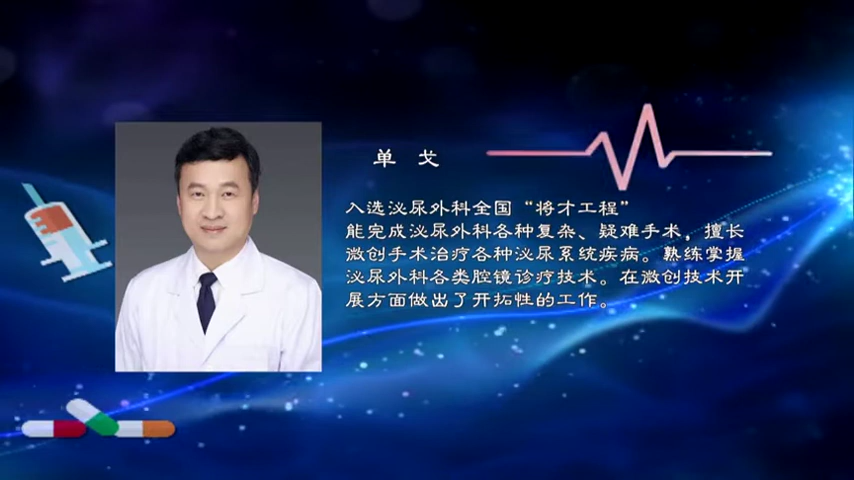 单 戈
入选泌尿外科全国“将才工程”
能完成泌尿外科各种复杂、疑难手术，擅长
微创手术治疗各种泌尿系统疾病。熟练掌握
泌尿外科各类腔镜诊疗技术。在微创技术开
展方面做出了开拓性的工作。